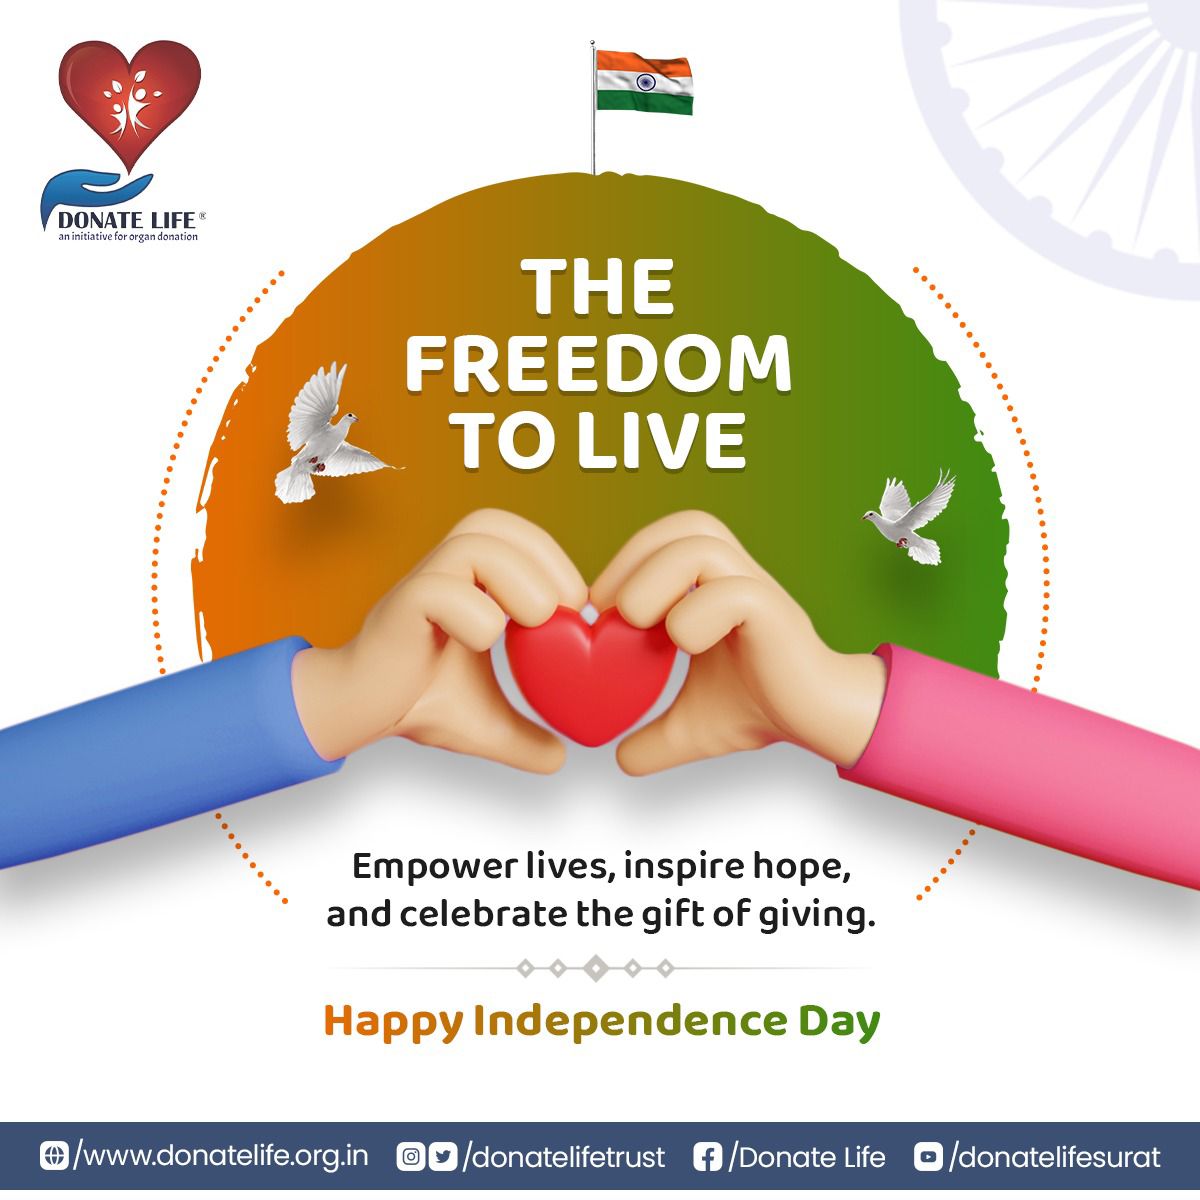 DONATE LIFE®
an initiative for organ donation
THE
FREEDOM
TO LIVE
Empower lives, inspire hope,
and celebrate the gift of giving.
Happy Independence Day
/www.donatelife.org.in /donatelifetrust /Donate Life /donatelifesurat